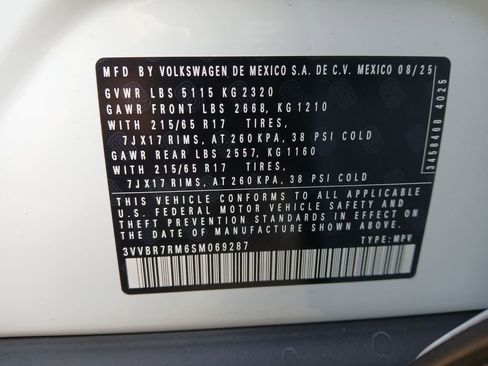 MFD BY VOLKSWAGEN DE MEXICO S.A. DE C.V. MEXICO 08/25
GVWR LBS 5115 KG 2320
GAWR FRONT LBS 2668, KG 1210
WITH 215/65 R17 TIRES,
7JX17 RIMS, AT 260 KPA, 38 PSI COLD
GAWR REAR LBS 2557, KG 1160
WITH 215/65 R17 TIRES,
7JX17 RIMS, AT 260 KPA, 38 PSI COLD
THIS VEHICLE CONFORMS TO ALL APPLICABLE
U.S. FEDERAL MOTOR VEHICLE SAFETY AND
THEFT PREVENTION STANDARDS IN EFFECT ON
THE DATE OF MANUFACTURE SHOWN ABOVE
3VVBR7RM6SM069287 TYPE: MPV
3458468 4025